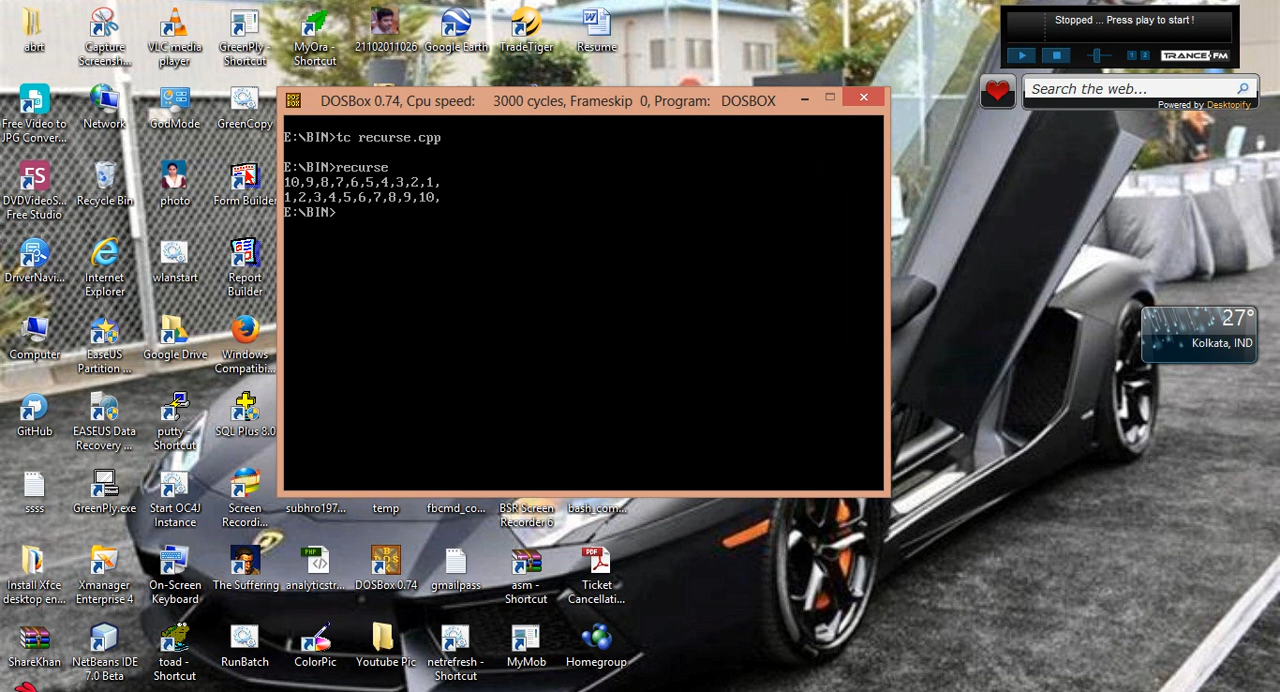 abft
Capture
Screensh...
VLC media
player
GreenPly -
Shortcut
MyOra -
Shortcut
21102011026
Google Earth
TradeTiger
Resume
Stopped ... Press play to start !
1 2
TRANCE•FM
Search the web...
Powered by Desktopify
DOS
BOX
DOSBox 0.74, Cpu speed: 3000 cycles, Frameskip 0, Program: DOSBOX
E:\BIN>tc recurse.cpp
E:\BIN>recurse
10,9,8,7,6,5,4,3,2,1,
1,2,3,4,5,6,7,8,9,10,
E:\BIN>
Free Video to
JPG Conver...
Network
GodMode
GreenCopy
FS
DVDVideoS...
Free Studio
Recycle Bin
photo
Form Builder
DriverNavi...
Internet
Explorer
wlanstart
Report
Builder
27°
Kolkata, IND
Computer
EaseUS
Partition ...
Google Drive
Windows
Compatibi...
GitHub
EASEUS Data
Recovery ...
putty -
Shortcut
SQL Plus 8.0
ssss
GreenPly.exe
Start OC4J
Instance
Screen
Recordi...
subhro197...
temp
fbcmd_co...
BSR Screen
Recorder 6
bash_com...
Install Xfce
desktop en...
Xmanager
Enterprise 4
On-Screen
Keyboard
The Suffering
PHP
analyticstr...
DOSBox 0.74
gmailpass
asm -
Shortcut
PDF
Ticket
Cancellati...
ShareKhan
NetBeans IDE
7.0 Beta
toad -
Shortcut
RunBatch
ColorPic
Youtube Pic
netrefresh -
Shortcut
MyMob
Homegroup